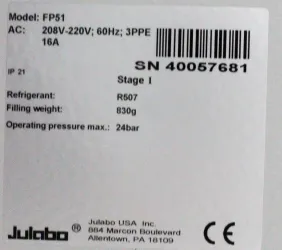 Model: FP51
AC: 208V-220V; 60Hz; 3PPE
16A
SN 40057681
IP 21
Stage I
Refrigerant: R507
Filling weight: 830g
Operating pressure max.: 24bar
Julabo ®
Julabo USA Inc.
884 Marcon Boulevard
Allentown, PA 18109
CE